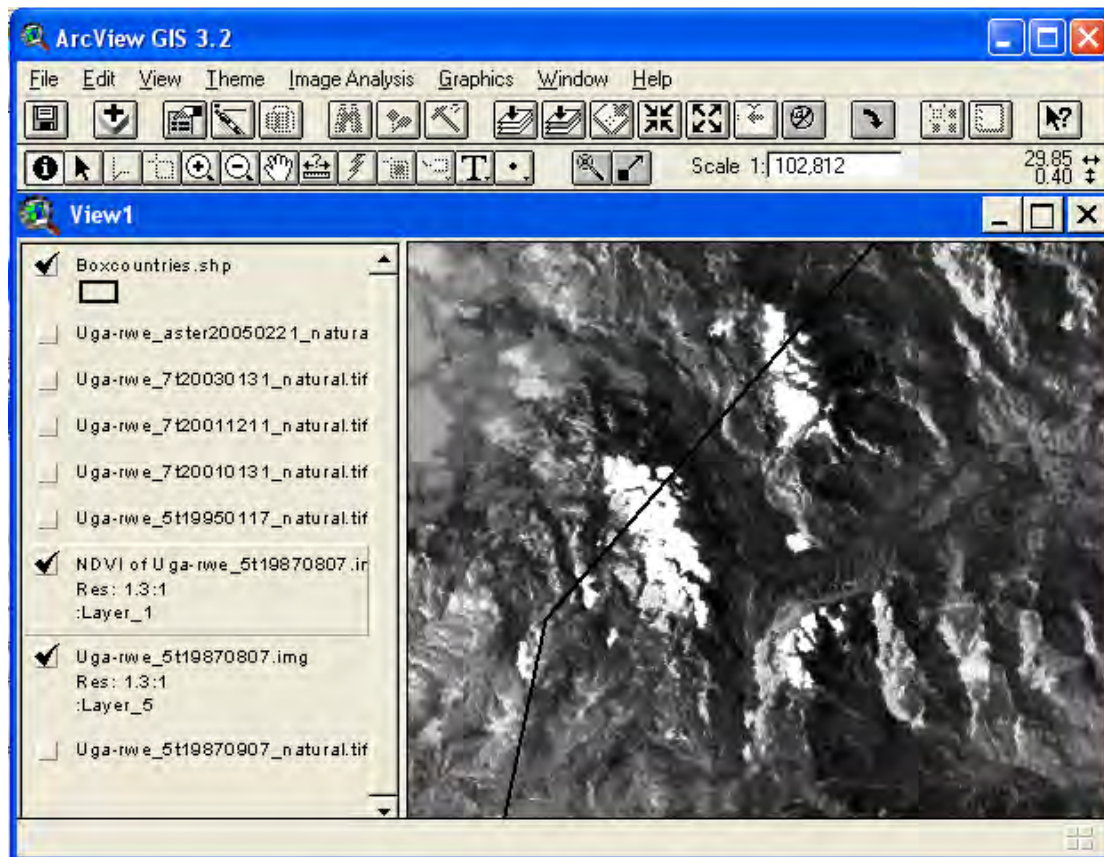 ArcView GIS 3.2
File Edit View Theme Image Analysis Graphics Window Help
T
Scale 1: 102,812
29.85
0.40
View1
Boxcountries.shp
Uga-rwe_aster20050221_natura
Uga-rwe_7t20030131_natural.tif
Uga-rwe_7t20011211_natural.tif
Uga-rwe_7t20010131_natural.tif
Uga-rwe_5t19950117_natural.tif
NDVI of Uga-rwe_5t19870807.ir
Res: 1.3:1
:Layer_1
Uga-rwe_5t19870807.img
Res: 1.3:1
:Layer_5
Uga-rwe_5t19870907_natural.tif